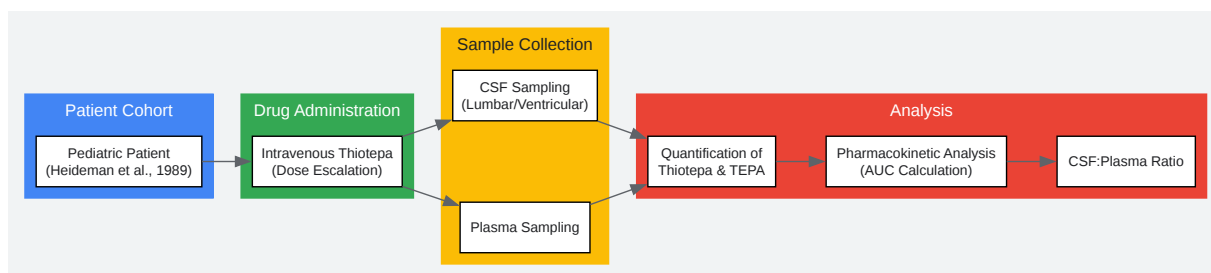 Patient Cohort
Pediatric Patient
(Heideman et al., 1989)
Drug Administration
Intravenous Thiotepa
(Dose Escalation)
Sample Collection
CSF Sampling
(Lumbar/Ventricular)
Plasma Sampling
Analysis
Quantification of
Thiotepa & TEPA
Pharmacokinetic Analysis
(AUC Calculation)
CSF:Plasma Ratio